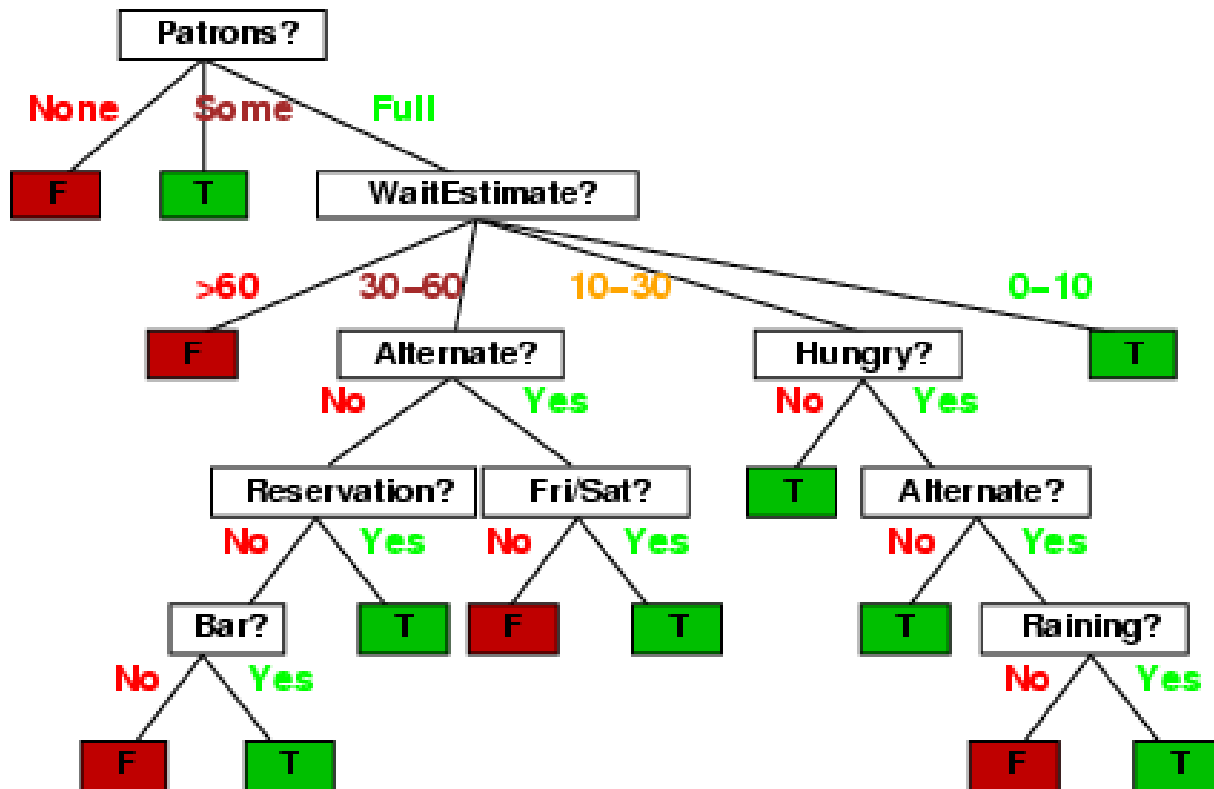 Patrons?
None Some Full
F T WaitEstimate?
>60 30–60 10–30 0–10
F Alternate? Hungry? T
No Yes No Yes
Reservation? Fri/Sat? T Alternate?
No Yes No Yes No Yes
Bar? T F T T Raining?
No Yes No Yes
F T F T